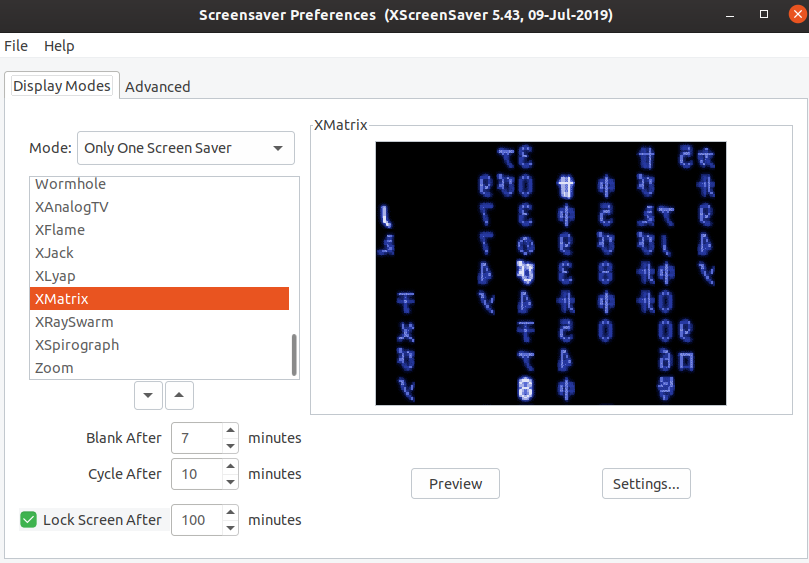 Screensaver Preferences (XScreenSaver 5.43, 09-Jul-2019)
File Help
Display Modes Advanced
Mode: Only One Screen Saver
Wormhole
XAnalogTV
XFlame
XJack
XLyap
XMatrix
XRaySwarm
XSpirograph
Zoom
Blank After 7 minutes
Cycle After 10 minutes
Lock Screen After 100 minutes
XMatrix
Preview Settings...